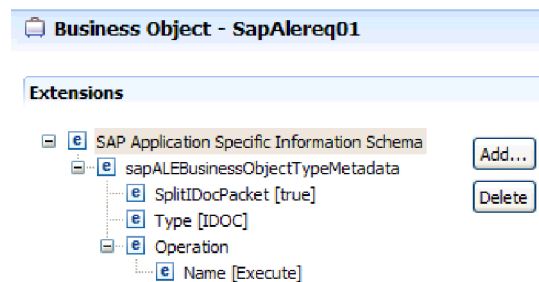 Business Object - SapAlereq01
Extensions
SAP Application Specific Information Schema
Add...
sapALEBusinessObjectTypeMetadata
SplitIDocPacket [true]
Delete
Type [IDOC]
Operation
Name [Execute]